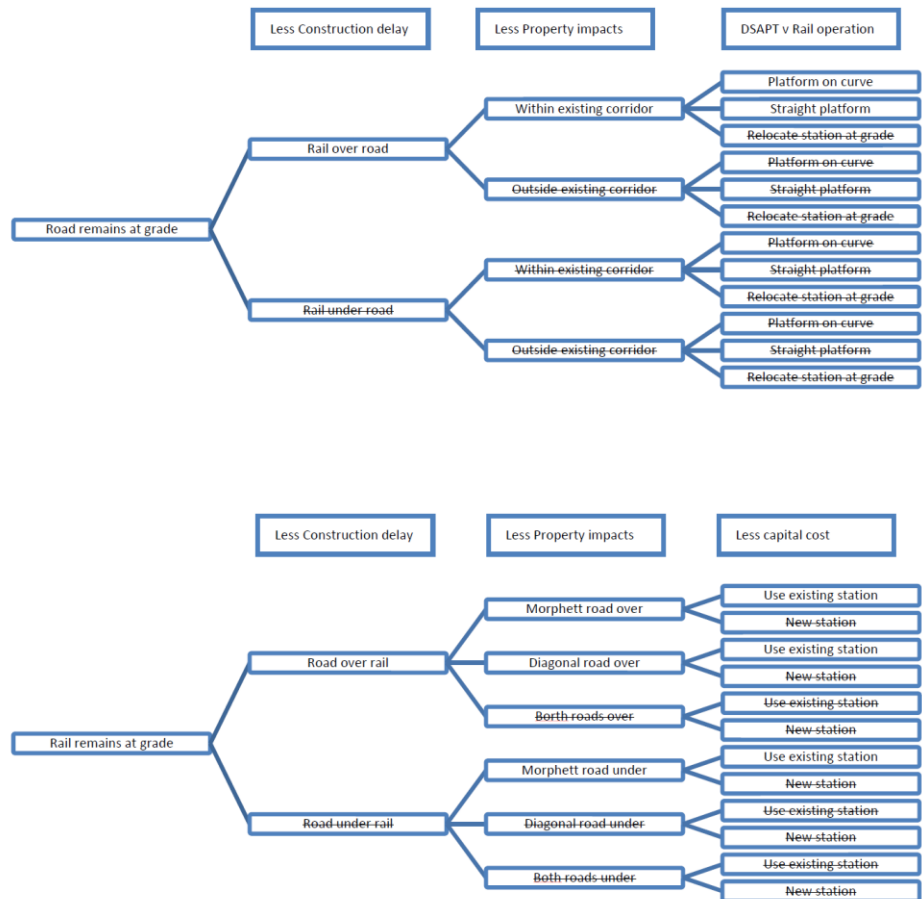 Less Construction delay
Less Property impacts
DSAPT v Rail operation
Platform on curve
Within existing corridor
Straight platform
Relocate station at grade
Rail over road
Platform on curve
Outside existing corridor
Straight platform
Relocate station at grade
Road remains at grade
Platform on curve
Within existing corridor
Straight platform
Relocate station at grade
Rail under road
Platform on curve
Outside existing corridor
Straight platform
Relocate station at grade
Less Construction delay
Less Property impacts
Less capital cost
Use existing station
Morphett road over
New station
Use existing station
Road over rail
Diagonal road over
New station
Use existing station
Borth roads over
New station
Rail remains at grade
Use existing station
Morphett road under
New station
Use existing station
Road under rail
Diagonal road under
New station
Use existing station
Both roads under
New station